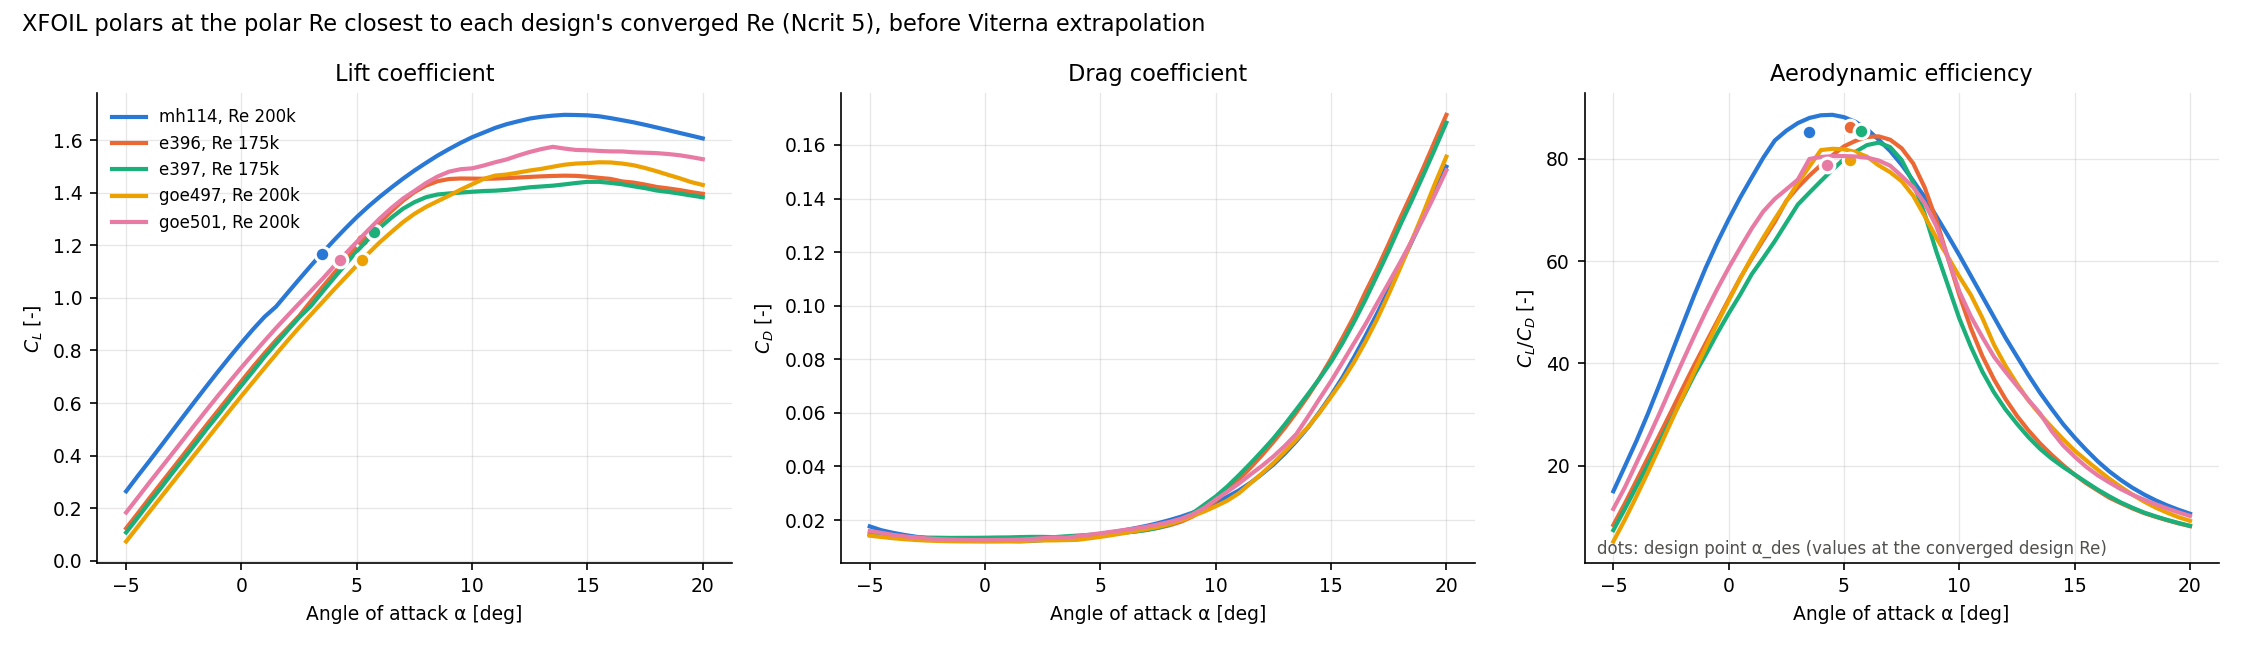 XFOIL polars at the polar Re closest to each design's converged Re (Ncrit 5), before Viterna extrapolation
Lift coefficient
mh114, Re 200k
e396, Re 175k
e397, Re 175k
goe497, Re 200k
goe501, Re 200k
C_L [-]
1.6
1.4
1.2
1.0
0.8
0.6
0.4
0.2
0.0
−5
0
5
10
15
20
Angle of attack α [deg]
Drag coefficient
C_D [-]
0.16
0.14
0.12
0.10
0.08
0.06
0.04
0.02
−5
0
5
10
15
20
Angle of attack α [deg]
Aerodynamic efficiency
C_L/C_D [-]
80
60
40
20
dots: design point α_des (values at the converged design Re)
−5
0
5
10
15
20
Angle of attack α [deg]